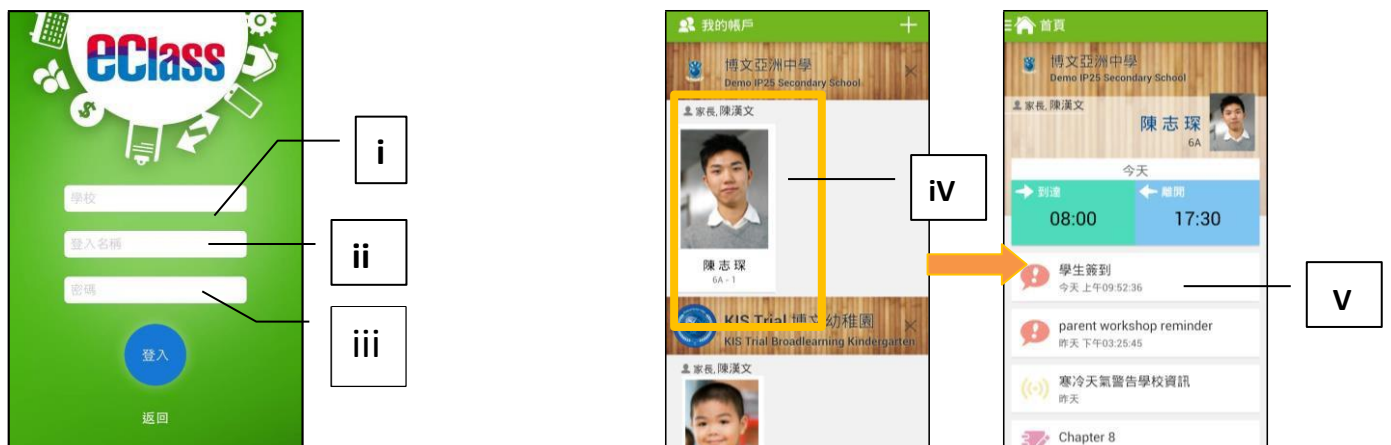 eClass
學校
登入名稱
密碼
登入
返回
i
ii
iii
我的帳戶
博文亞洲中學
Demo IP25 Secondary School
家長, 陳漢文
陳 志 琛
6A - 1
KIS Trial 博文幼稚園
KIS Trial Broadlearning Kindergarten
家長, 陳漢文
iV
首頁
博文亞洲中學
Demo IP25 Secondary School
家長, 陳漢文
陳 志 琛
6A
今天
到達
08:00
離開
17:30
學生簽到
今天 上午09:52:36
parent workshop reminder
昨天 下午03:25:45
寒冷天氣警告學校資訊
昨天
Chapter 8
V